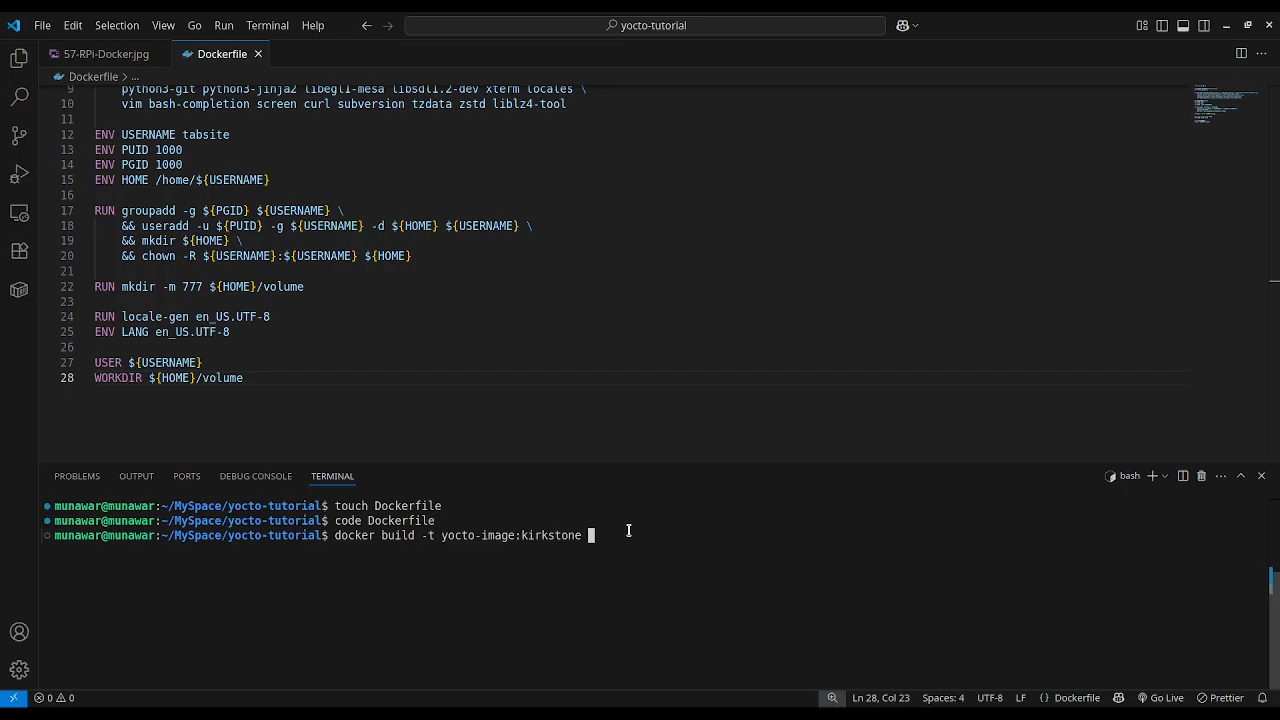 File Edit Selection View Go Run Terminal Help yocto-tutorial
57-RPi-Docker.jpg Dockerfile
Dockerfile > ...
9 python3-git python3-jinja2 libegl1-mesa libsdl1.2-dev xterm locales \
10 vim bash-completion screen curl subversion tzdata zstd liblz4-tool
11
12 ENV USERNAME tabsite
13 ENV PUID 1000
14 ENV PGID 1000
15 ENV HOME /home/${USERNAME}
16
17 RUN groupadd -g ${PGID} ${USERNAME} \
18 && useradd -u ${PUID} -g ${USERNAME} -d ${HOME} ${USERNAME} \
19 && mkdir ${HOME} \
20 && chown -R ${USERNAME}:${USERNAME} ${HOME}
21
22 RUN mkdir -m 777 ${HOME}/volume
23
24 RUN locale-gen en_US.UTF-8
25 ENV LANG en_US.UTF-8
26
27 USER ${USERNAME}
28 WORKDIR ${HOME}/volume
PROBLEMS OUTPUT PORTS DEBUG CONSOLE TERMINAL bash
munawar@munawar:~/MySpace/yocto-tutorial$ touch Dockerfile
munawar@munawar:~/MySpace/yocto-tutorial$ code Dockerfile
munawar@munawar:~/MySpace/yocto-tutorial$ docker build -t yocto-image:kirkstone
0 0 Ln 28, Col 23 Spaces: 4 UTF-8 LF {} Dockerfile Go Live Prettier